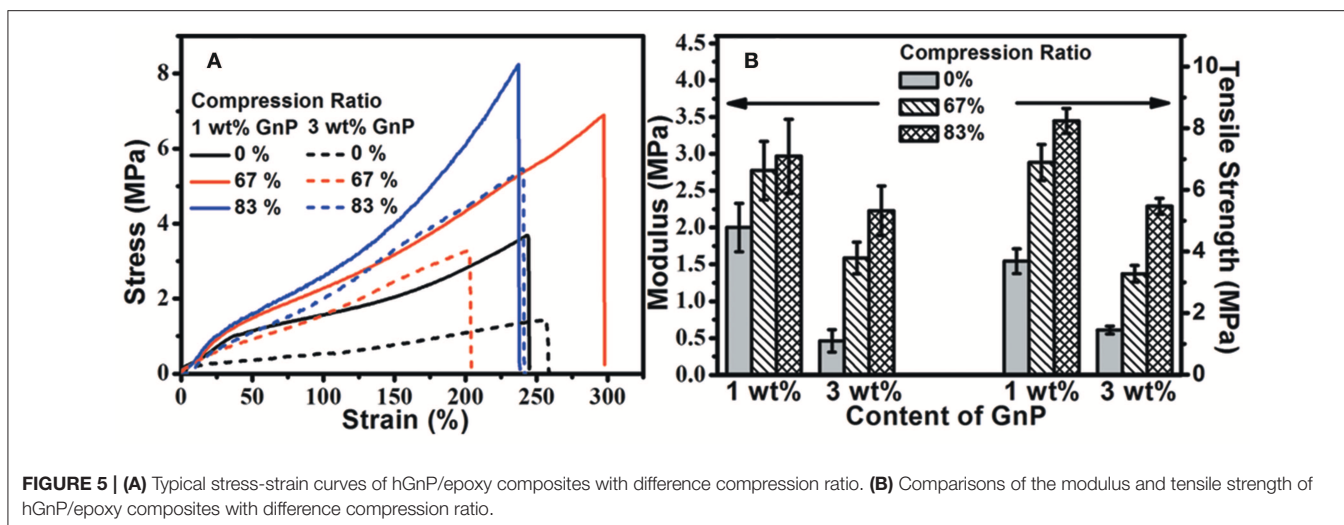 A
Compression Ratio
1 wt% GnP 3 wt% GnP
0 % 0 %
67 % 67 %
83 % 83 %
Stress (MPa)
8
6
4
2
0
0 50 100 150 200 250 300
Strain (%)
B
Compression Ratio
0%
67%
83%
Modulus (MPa)
4.5
4.0
3.5
3.0
2.5
2.0
1.5
1.0
0.5
0.0
Tensile Strength (MPa)
10
8
6
4
2
0
1 wt% 3 wt% 1 wt% 3 wt%
Content of GnP
FIGURE 5 | (A) Typical stress-strain curves of hGnP/epoxy composites with difference compression ratio. (B) Comparisons of the modulus and tensile strength of
hGnP/epoxy composites with difference compression ratio.